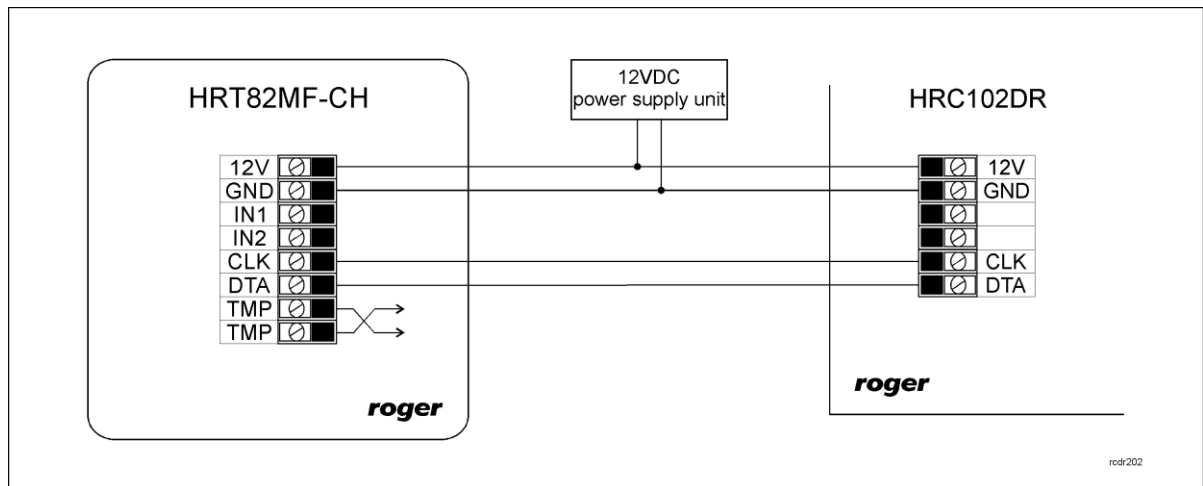 HRT82MF-CH
12V
GND
IN1
IN2
CLK
DTA
TMP
TMP
roger
12VDC
power supply unit
HRC102DR
12V
GND
CLK
DTA
roger
rcdr202